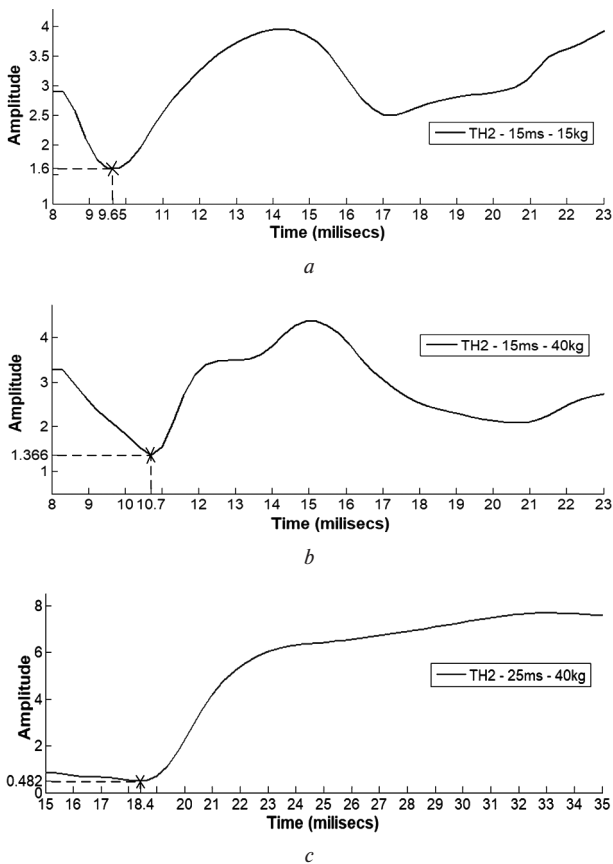 Amplitude
4
3.5
3
2.5
2
1.6
1
TH2 - 15ms - 15kg
8 9 9.65 11 12 13 14 15 16 17 18 19 20 21 22 23
Time (milisecs)
a
Amplitude
4
3
2
1.366
1
TH2 - 15ms - 40kg
8 9 10 10.7 12 13 14 15 16 17 18 19 20 21 22 23
Time (milisecs)
b
Amplitude
8
6
4
2
0.482
0
TH2 - 25ms - 40kg
15 16 17 18.4 20 21 22 23 24 25 26 27 28 29 30 31 32 33 34 35
Time (milisecs)
c